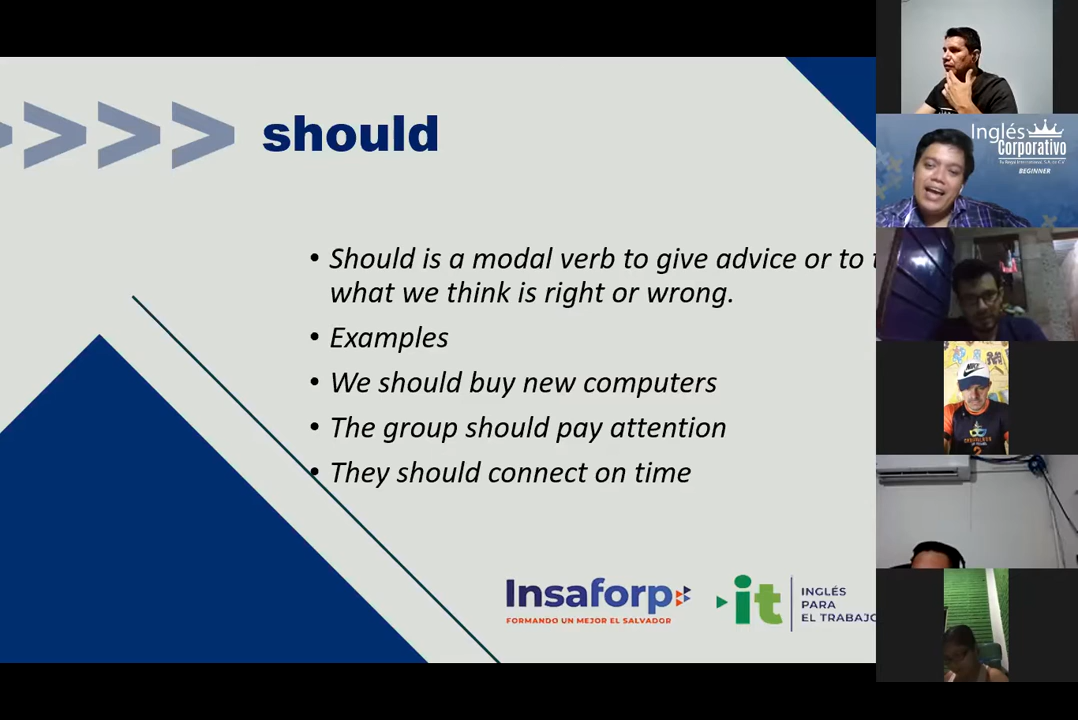 should
• Should is a modal verb to give advice or to
what we think is right or wrong.
• Examples
• We should buy new computers
• The group should pay attention
• They should connect on time
Insaforp
FORMANDO UN MEJOR EL SALVADOR
it
INGLÉS
PARA
EL TRABAJO
Inglés
Corporativo
BEGINNER